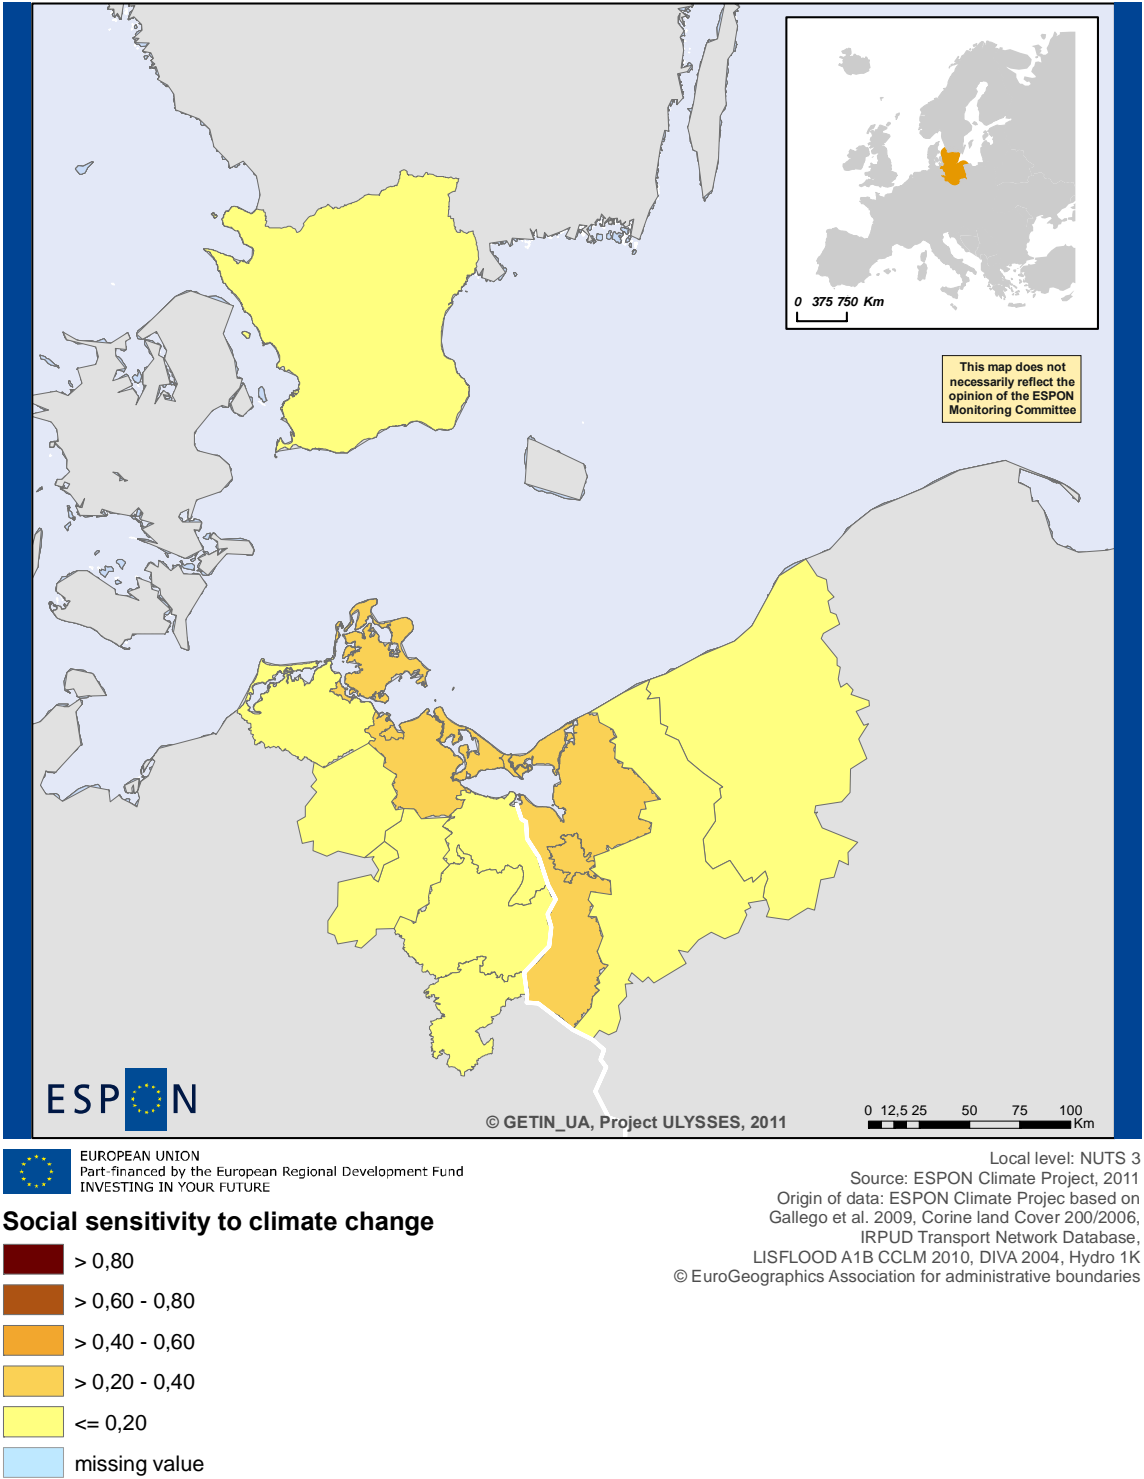 0 375 750 Km
This map does not
necessarily reflect the
opinion of the ESPON
Monitoring Committee
ESPON
© GETIN_UA, Project ULYSSES, 2011
0 12,5 25 50 75 100
Km
EUROPEAN UNION
Part-financed by the European Regional Development Fund
INVESTING IN YOUR FUTURE
Local level: NUTS 3
Source: ESPON Climate Project, 2011
Origin of data: ESPON Climate Projec based on
Gallego et al. 2009, Corine land Cover 200/2006,
IRPUD Transport Network Database,
LISFLOOD A1B CCLM 2010, DIVA 2004, Hydro 1K
© EuroGeographics Association for administrative boundaries
Social sensitivity to climate change
> 0,80
> 0,60 - 0,80
> 0,40 - 0,60
> 0,20 - 0,40
<= 0,20
missing value